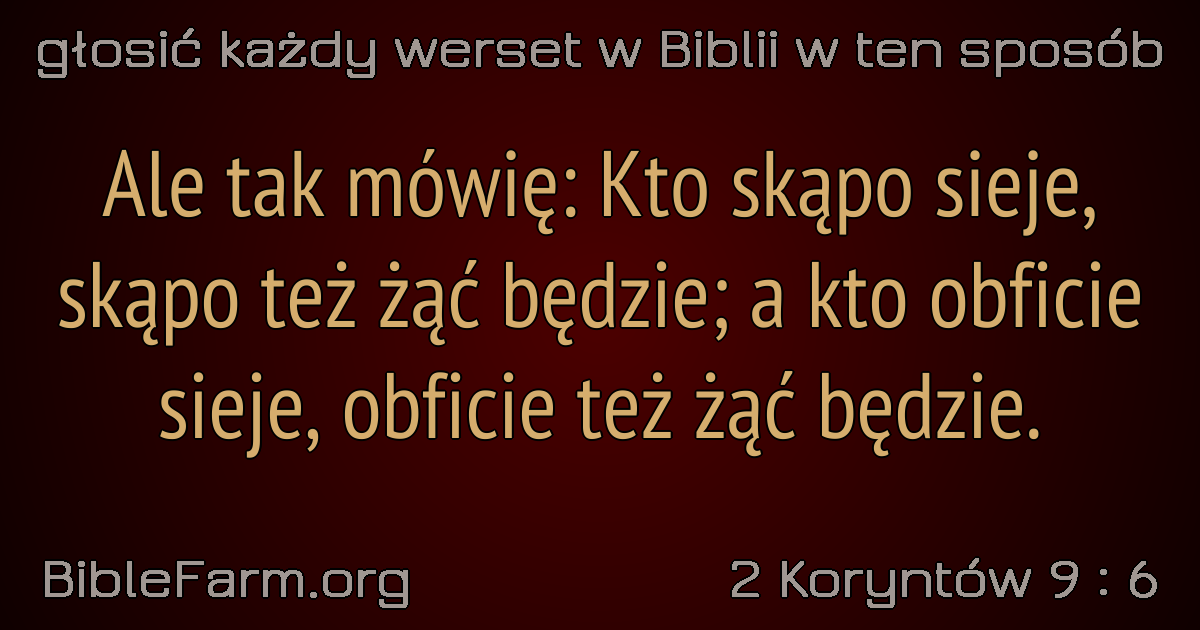 głosić każdy werset w Biblii w ten sposób
Ale tak mówię: Kto skąpo sieje,
skąpo też żąć będzie; a kto obficie
sieje, obficie też żąć będzie.
BibleFarm.org
2 Koryntów 9 : 6